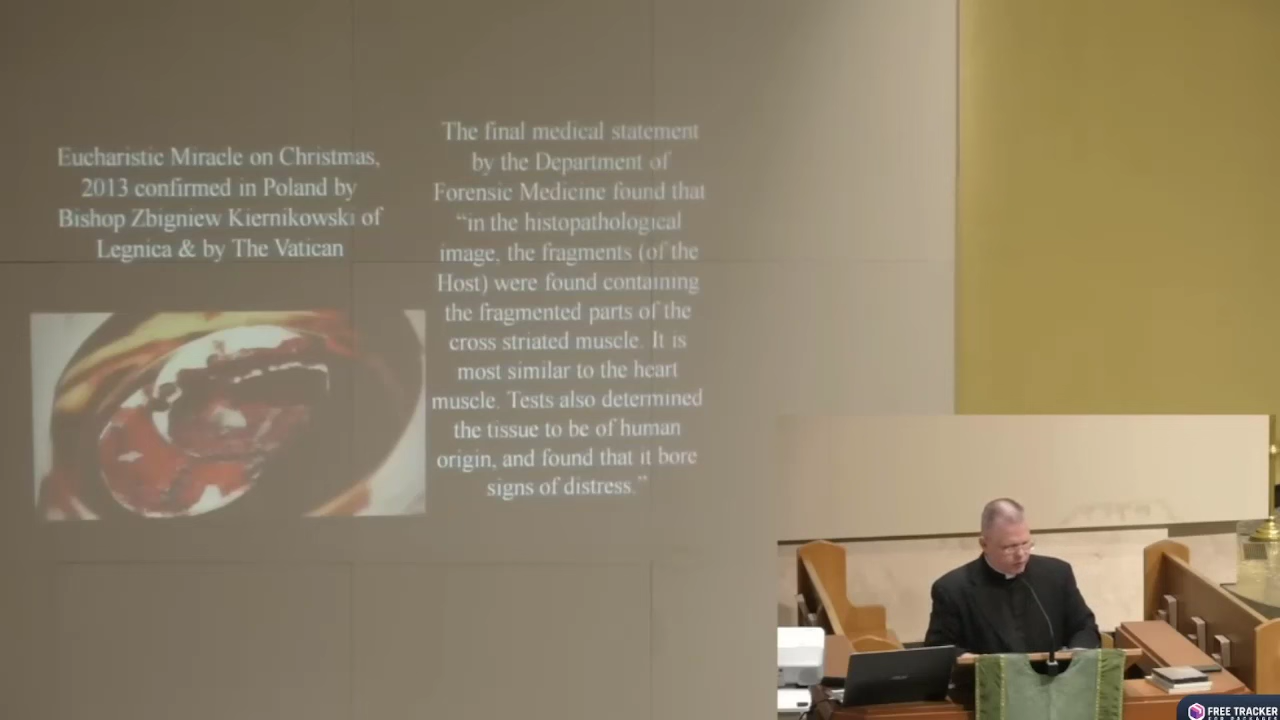 Eucharistic Miracle on Christmas,
2013 confirmed in Poland by
Bishop Zbigniew Kiernikowski of
Legnica & by The Vatican
The final medical statement
by the Department of
Forensic Medicine found that
“in the histopathological
image, the fragments (of the
Host) were found containing
the fragmented parts of the
cross striated muscle. It is
most similar to the heart
muscle. Tests also determined
the tissue to be of human
origin, and found that it bore
signs of distress.”
FREE TRACKER